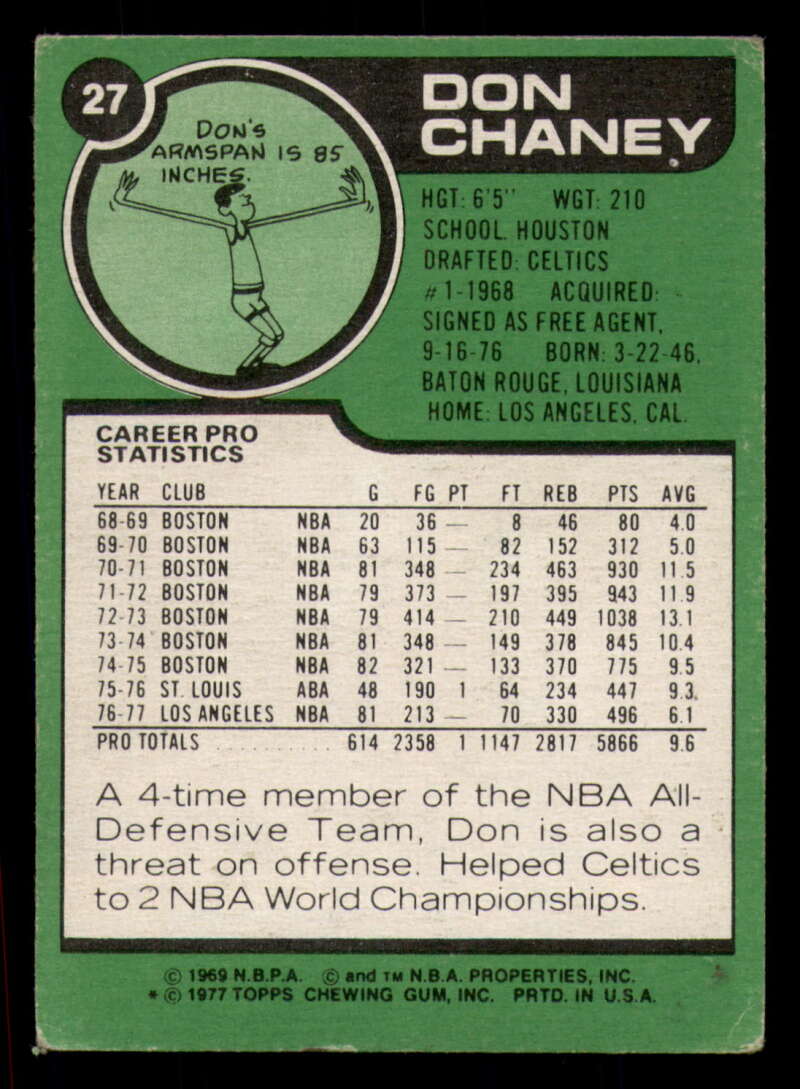 27
DON'S
ARMSPAN IS 85
INCHES.
DON
CHANEY
HGT: 6'5" WGT: 210
SCHOOL: HOUSTON
DRAFTED: CELTICS
#1-1968 ACQUIRED:
SIGNED AS FREE AGENT,
9-16-76 BORN: 3-22-46,
BATON ROUGE, LOUISIANA
HOME: LOS ANGELES, CAL.
CAREER PRO
STATISTICS
YEAR CLUB G FG PT FT REB PTS AVG
68-69 BOSTON NBA 20 36 — 8 46 80 4.0
69-70 BOSTON NBA 63 115 — 82 152 312 5.0
70-71 BOSTON NBA 81 348 — 234 463 930 11.5
71-72 BOSTON NBA 79 373 — 197 395 943 11.9
72-73 BOSTON NBA 79 414 — 210 449 1038 13.1
73-74 BOSTON NBA 81 348 — 149 378 845 10.4
74-75 BOSTON NBA 82 321 — 133 370 775 9.5
75-76 ST. LOUIS ABA 48 190 1 64 234 447 9.3
76-77 LOS ANGELES NBA 81 213 — 70 330 496 6.1
PRO TOTALS .......... 614 2358 1 1147 2817 5866 9.6
A 4-time member of the NBA All-
Defensive Team, Don is also a
threat on offense. Helped Celtics
to 2 NBA World Championships.
© 1969 N.B.P.A. © and TM N.B.A. PROPERTIES, INC.
* © 1977 TOPPS CHEWING GUM, INC. PRTD. IN U.S.A.